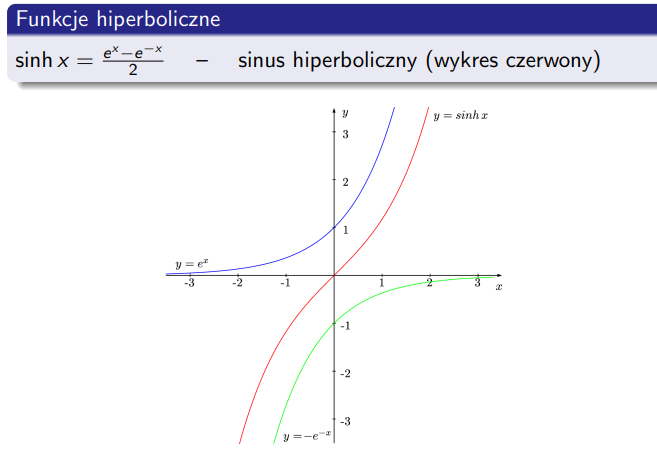 Funkcje hiperboliczne
sinh x = (e^x − e^−x)/2 – sinus hiperboliczny (wykres czerwony)
y
y = sinh x
3
2
1
y = e^x
-3 -2 -1 1 2 3
x
-1
-2
-3
y = −e^−x